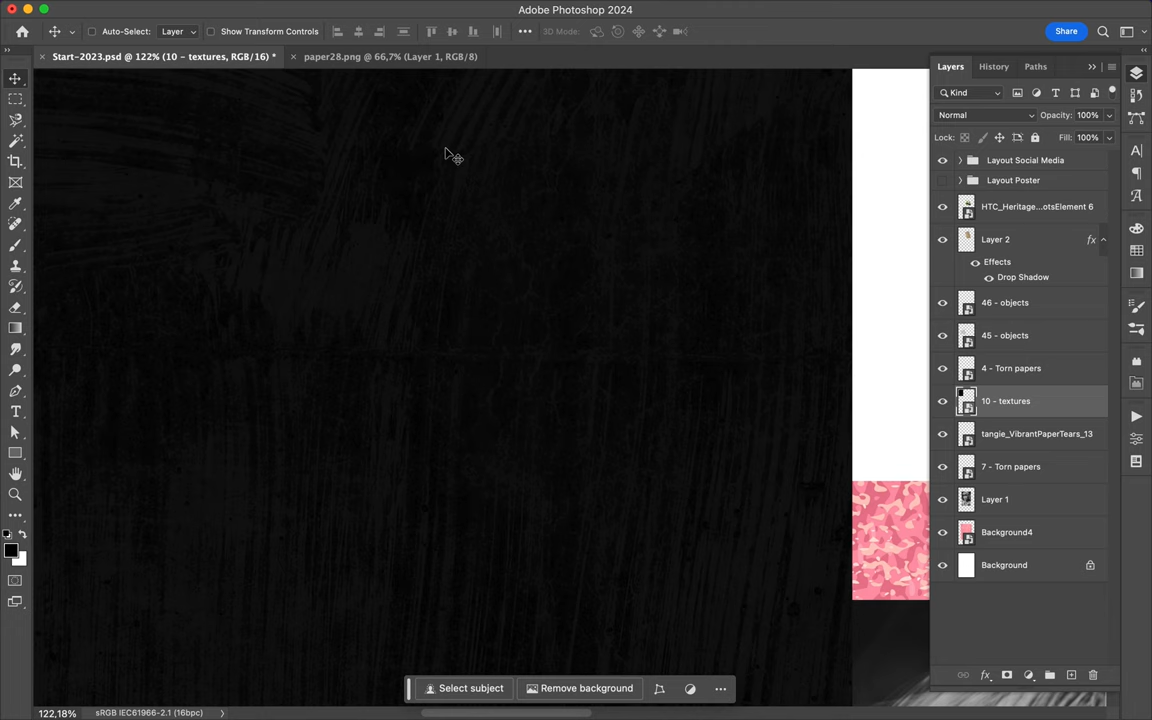 Adobe Photoshop 2024
Auto-Select: Layer Show Transform Controls 3D Mode: Share
Start-2023.psd @ 122% (10 - textures, RGB/16) * paper28.png @ 66,7% (Layer 1, RGB/8)
Layers History Paths
Kind
Normal Opacity: 100%
Lock: Fill: 100%
Layout Social Media
Layout Poster
HTC_Heritage...otsElement 6
Layer 2 fx
Effects
Drop Shadow
46 - objects
45 - objects
4 - Torn papers
10 - textures
tangie_VibrantPaperTears_13
7 - Torn papers
Layer 1
Background4
Background
Select subject Remove background
fx
122,18% sRGB IEC61966-2.1 (16bpc)